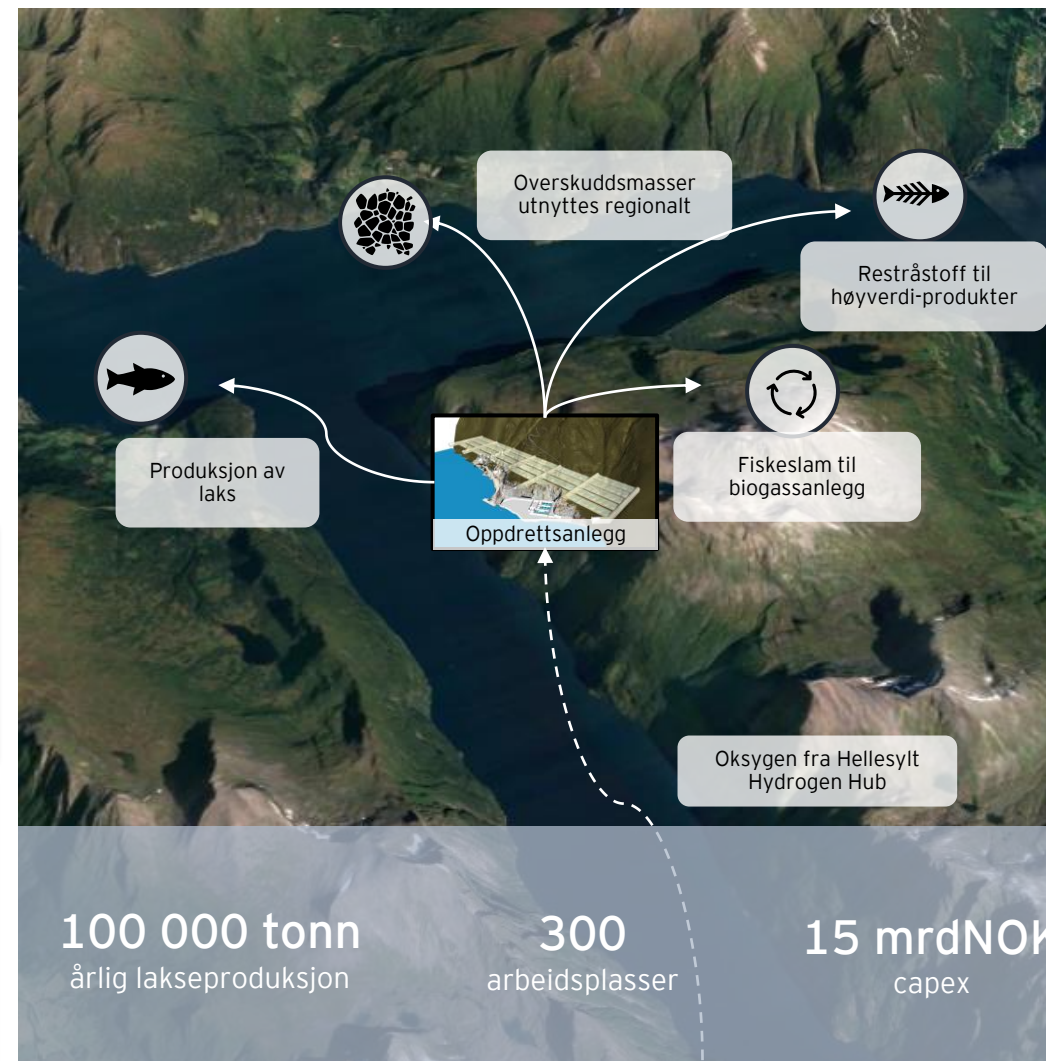 Overskuddsmasser
utnyttes regionalt
Restråstoff til
høyverdi-produkter
Produksjon av
laks
Fiskeslam til
biogassanlegg
Oppdrettsanlegg
Oksygen fra Hellesylt
Hydrogen Hub
100 000 tonn
årlig lakseproduksjon
300
arbeidsplasser
15 mrdNOK
capex